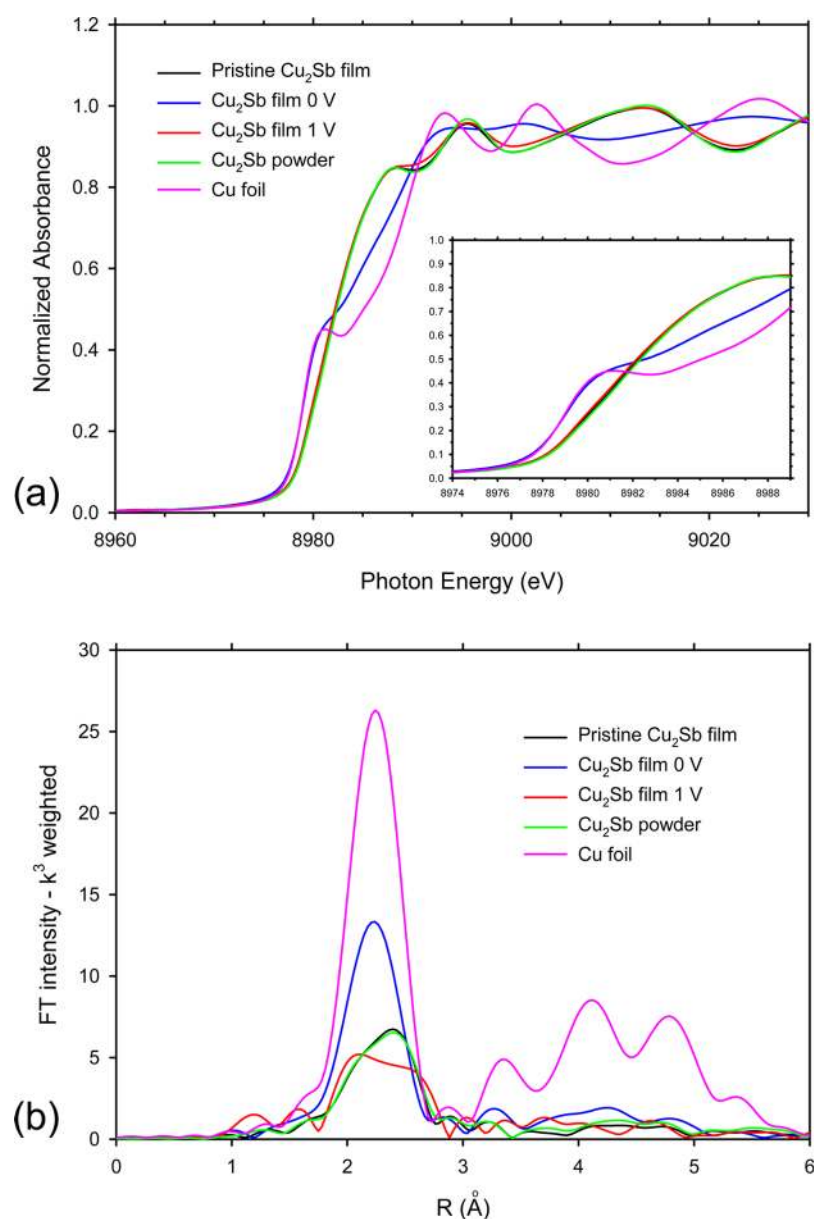 1.2
Pristine Cu₂Sb film
Cu₂Sb film 0 V
1.0
Cu₂Sb film 1 V
Cu₂Sb powder
Cu foil
0.8
Normalized Absorbance
0.6
0.4
0.2
0.0
1.0
0.9
0.8
0.7
0.6
0.5
0.4
0.3
0.2
0.1
0.0
8974 8976 8978 8980 8982 8984 8986 8988
(a)
8960 8980 9000 9020
Photon Energy (eV)
30
25
Pristine Cu₂Sb film
Cu₂Sb film 0 V
Cu₂Sb film 1 V
20
Cu₂Sb powder
Cu foil
FT intensity - k³ weighted
15
10
5
0
(b)
0 1 2 3 4 5 6
R (Å)